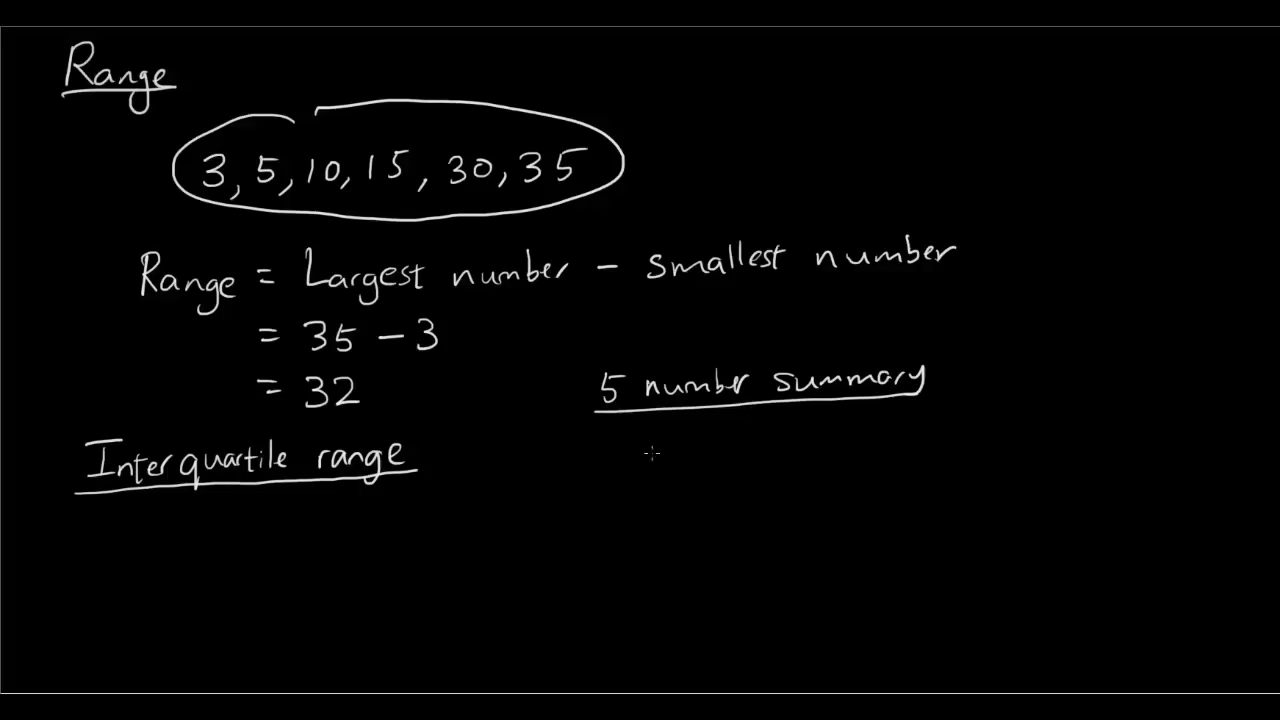 Range
3, 5, 10, 15, 30, 35
Range = Largest number - smallest number
= 35 - 3
= 32
5 number summary
Interquartile range